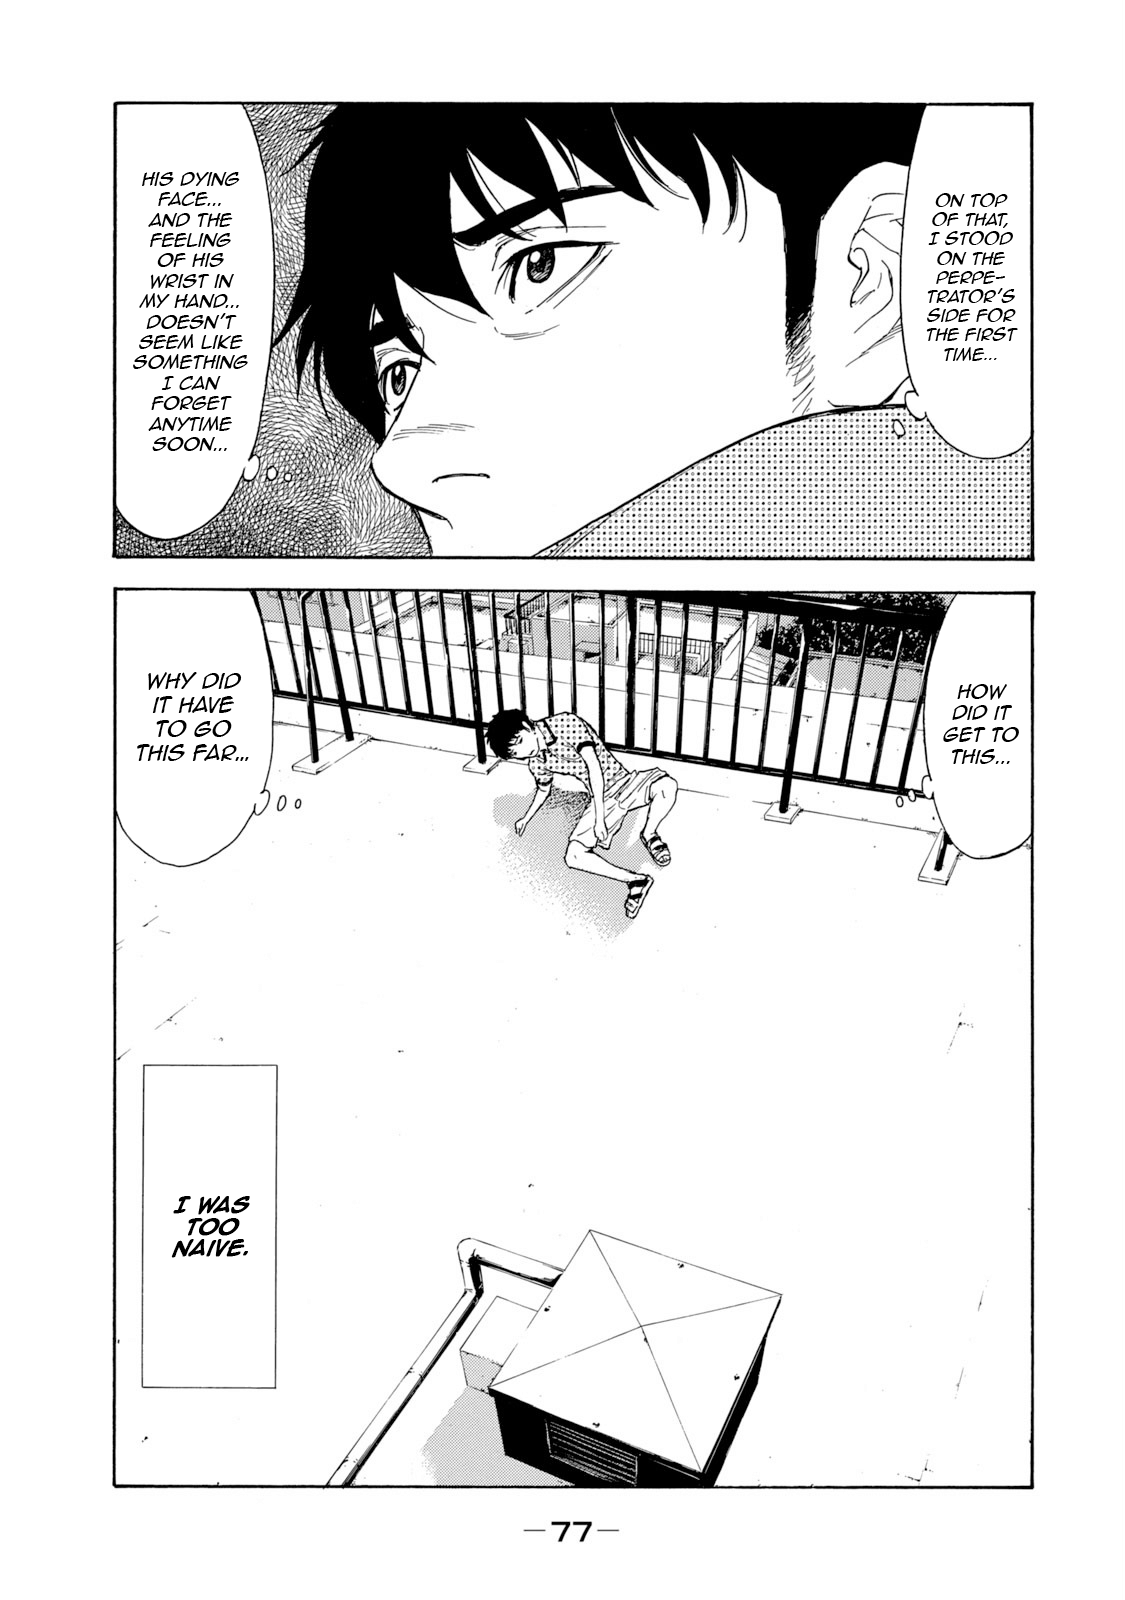 ON TOP
OF THAT,
I STOOD
ON THE
PERPE-
TRATOR'S
SIDE FOR
THE FIRST
TIME...
HIS DYING
FACE...
AND THE
FEELING
OF HIS
WRIST IN
MY HAND...
DOESN'T
SEEM LIKE
SOMETHING
I CAN
FORGET
ANYTIME
SOON...
HOW
DID IT
GET TO
THIS...
WHY DID
IT HAVE
TO GO
THIS FAR...
I WAS
TOO
NAIVE.
—77—